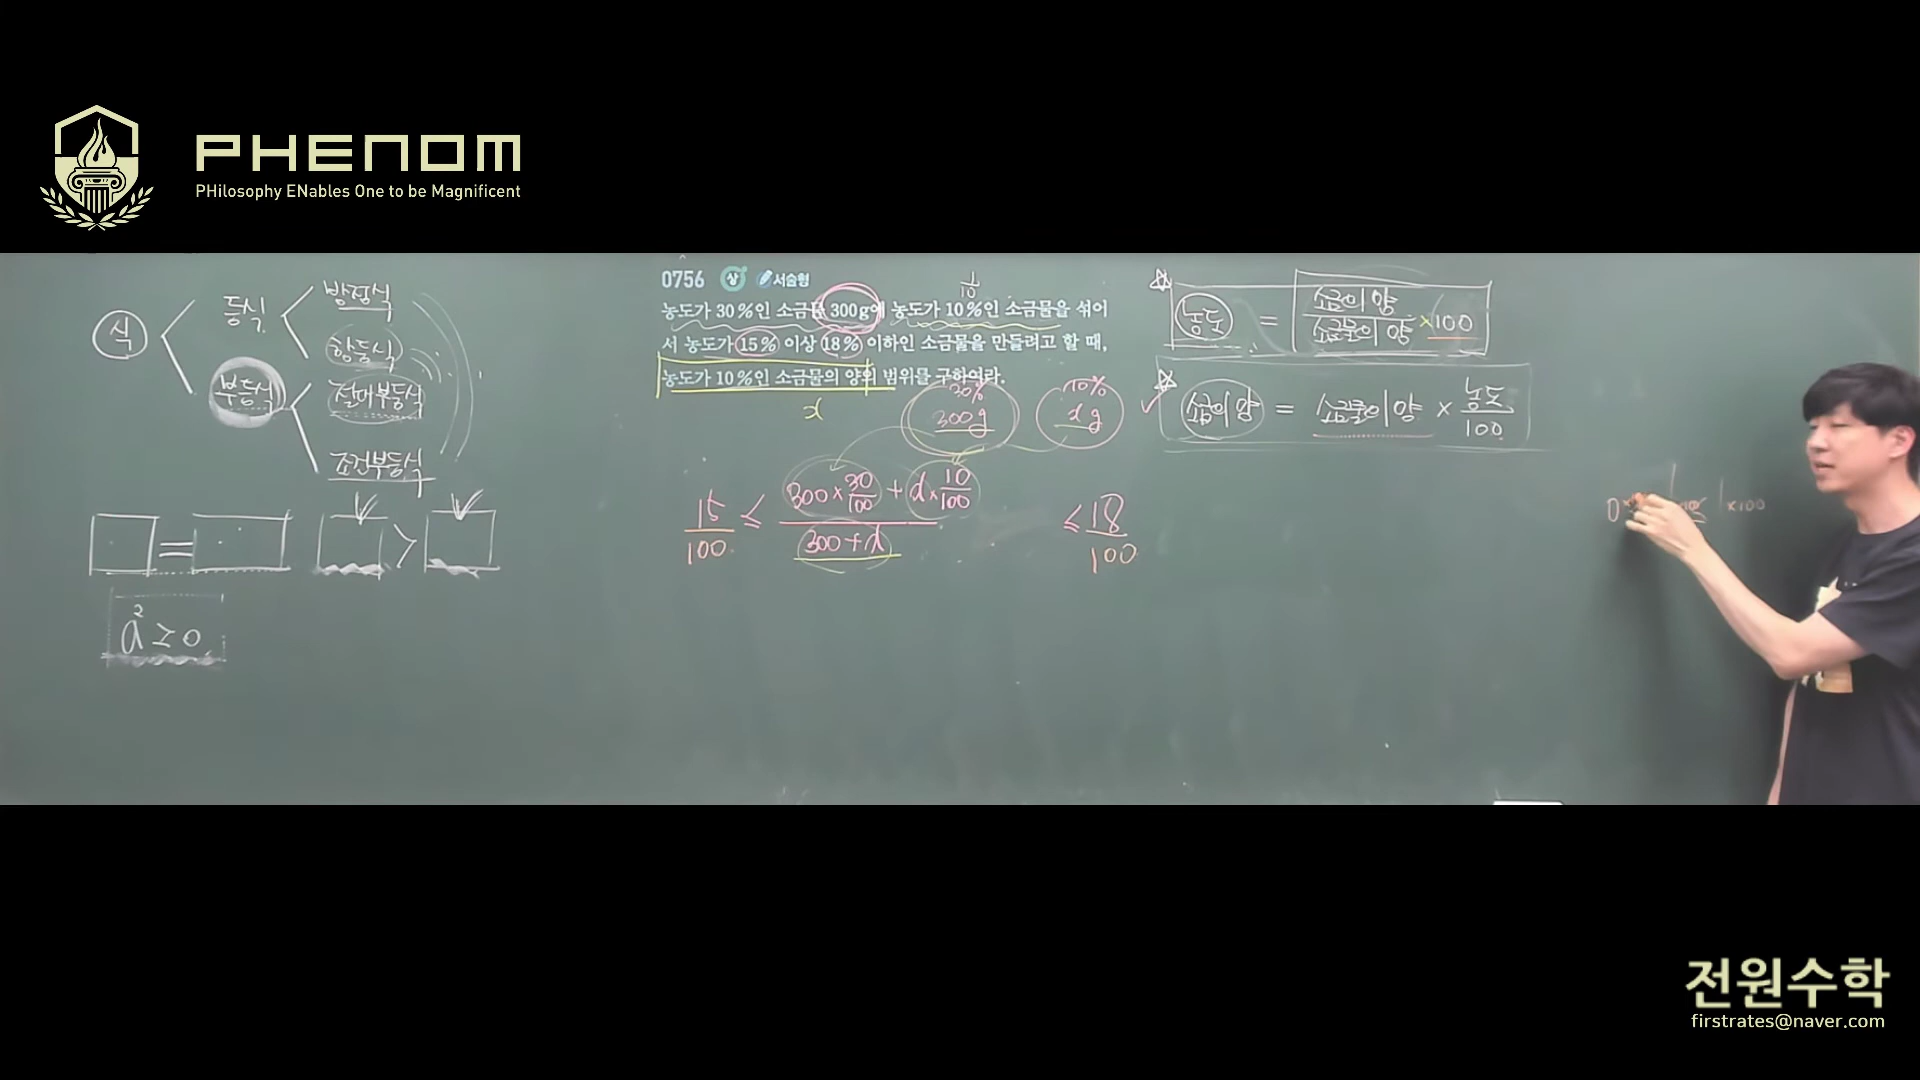 PHENOM
PHilosophy ENables One to be Magnificent
식
등식
방정식
항등식
부등식
절대부등식
조건부등식
=
>
a² ≥ 0
0756 상 서술형
농도가 30%인 소금물 300g에 농도가 10%인 소금물을 섞어
서 농도가 15% 이상 18% 이하인 소금물을 만들려고 할 때,
농도가 10%인 소금물의 양의 범위를 구하여라.
1/10
x
30%
300g
10%
x g
15/100 ≤ (300 × 30/100 + x × 10/100)/(300 + x) ≤ 18/100
농도 = 소금의 양/소금물의 양 × 100
소금의 양 = 소금물의 양 × 농도/100
×100
전원수학
firstrates@naver.com